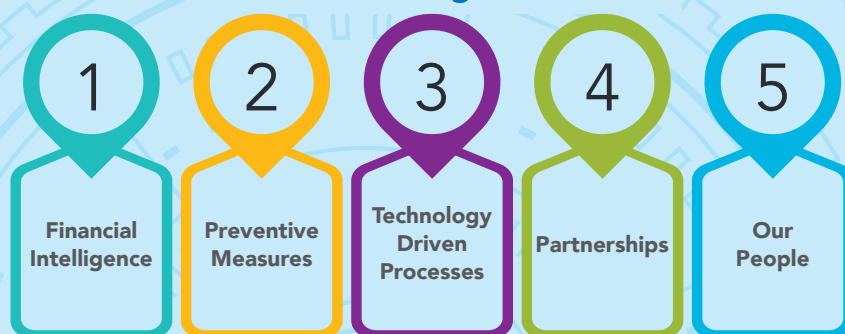 1
2
3
4
5
Financial
Intelligence
Preventive
Measures
Technology
Driven
Processes
Partnerships
Our
People